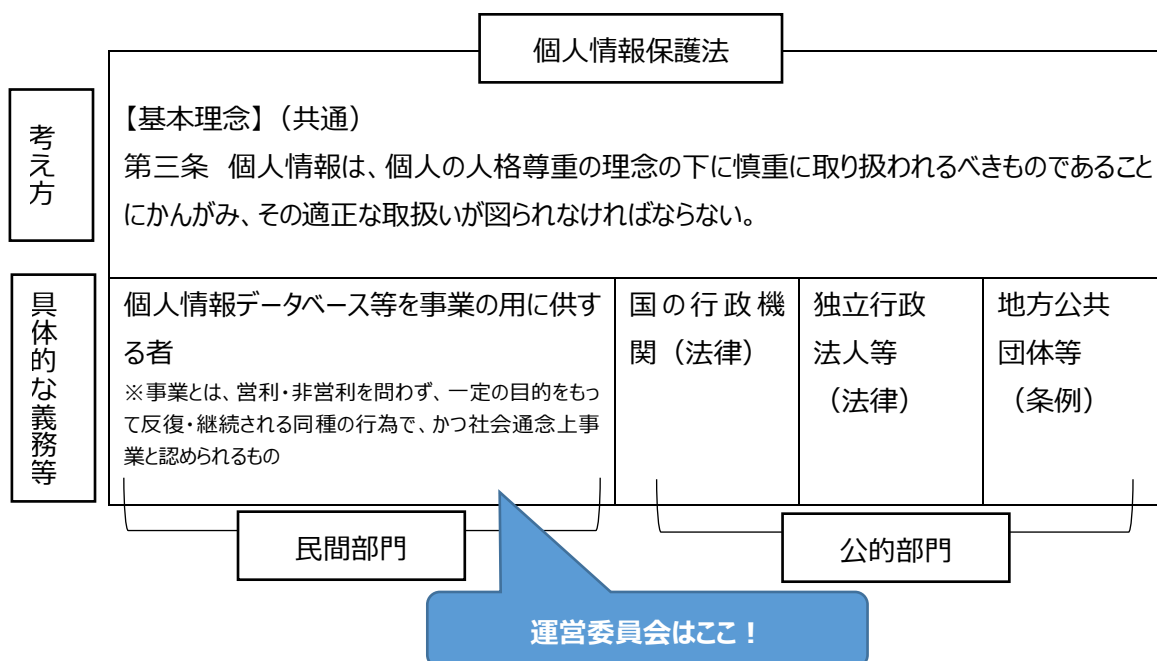 個人情報保護法
考え方
【基本理念】（共通）
第三条　個人情報は、個人の人格尊重の理念の下に慎重に取り扱われるべきものであること
にかんがみ、その適正な取扱いが図られなければならない。
具体的な義務等
個人情報データベース等を事業の用に供す
る者
※事業とは、営利・非営利を問わず、一定の目的をもっ
て反復・継続される同種の行為で、かつ社会通念上事
業と認められるもの
国の行政機
関（法律）
独立行政
法人等
（法律）
地方公共
団体等
（条例）
民間部門
公的部門
運営委員会はここ！